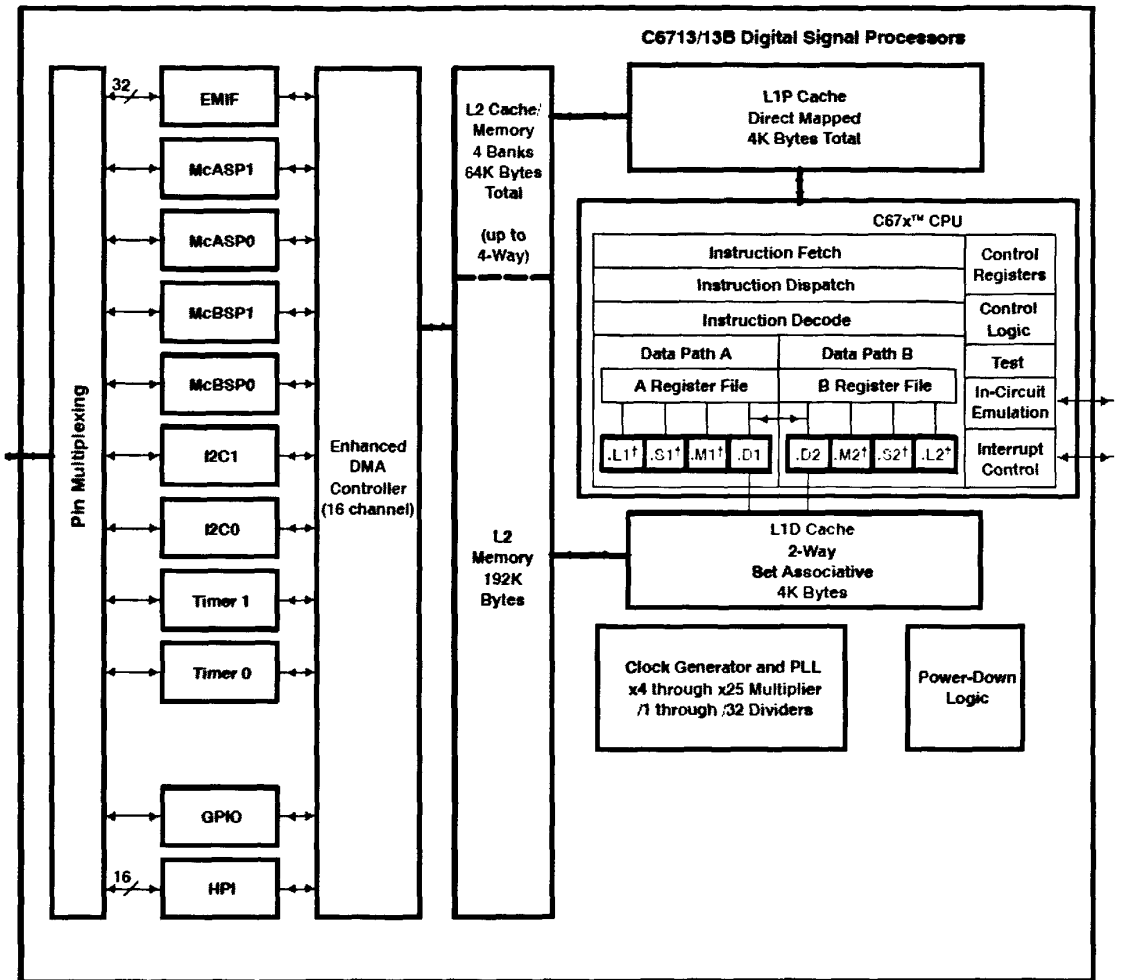 C6713/13B Digital Signal Processors
32
EMIF
McASP1
McASP0
McBSP1
McBSP0
I2C1
I2C0
Timer 1
Timer 0
GPIO
16
HPI
Pin Multiplexing
Enhanced
DMA
Controller
(16 channel)
L2 Cache/
Memory
4 Banks
64K Bytes
Total
(up to
4-Way)
L2
Memory
192K
Bytes
L1P Cache
Direct Mapped
4K Bytes Total
C67x™ CPU
Instruction Fetch
Instruction Dispatch
Instruction Decode
Data Path A
Data Path B
A Register File
B Register File
.L1† .S1† .M1† .D1
.D2 .M2† .S2† .L2†
Control
Registers
Control
Logic
Test
In-Circuit
Emulation
Interrupt
Control
L1D Cache
2-Way
Set Associative
4K Bytes
Clock Generator and PLL
x4 through x25 Multiplier
/1 through /32 Dividers
Power-Down
Logic